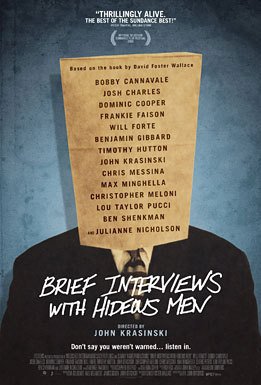 "THRILLINGLY ALIVE.
THE BEST OF THE SUNDANCE BEST!"
Based on the book by David Foster Wallace
BOBBY CANNAVALE
JOSH CHARLES
DOMINIC COOPER
FRANKIE FAISON
WILL FORTE
BENJAMIN GIBBARD
TIMOTHY HUTTON
JOHN KRASINSKI
CHRIS MESSINA
MAX MINGHELLA
CHRISTOPHER MELONI
LOU TAYLOR PUCCI
BEN SHENKMAN
AND JULIANNE NICHOLSON
BRIEF INTERVIEWS
WITH HIDEOUS MEN
DIRECTED BY
JOHN KRASINSKI
Don't say you weren't warned... listen in.